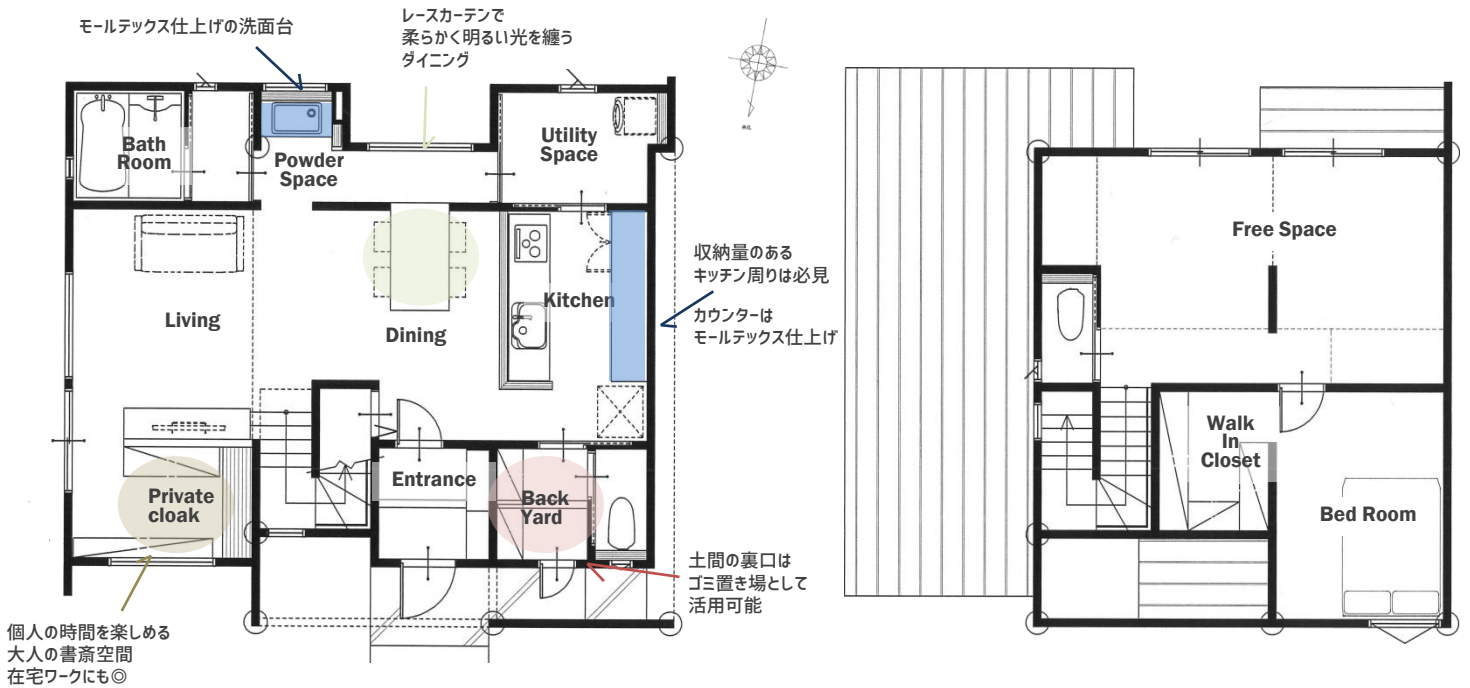 モールテックス仕上げの洗面台
レースカーテンで
柔らかく明るい光を纏う
ダイニング
Bath
Room
Powder
Space
Utility
Space
Living
Dining
Kitchen
収納量のある
キッチン周りは必見
カウンターは
モールテックス仕上げ
Private
cloak
Entrance
Back
Yard
土間の裏口は
ゴミ置き場として
活用可能
個人の時間を楽しめる
大人の書斎空間
在宅ワークにも◎
Free Space
Walk
In
Closet
Bed Room